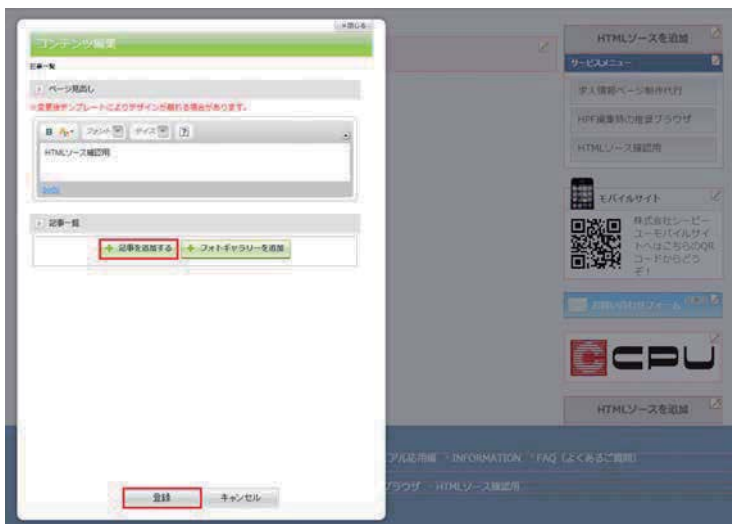 ×閉じる
コンテンツ編集
記事一覧
ページ見出し
※変更後テンプレートによりデザインが崩れる場合があります。
B フォント サイズ
HTMLソース確認用
body
記事一覧
記事を追加する
フォトギャラリーを追加
登録
キャンセル
HTMLソースを追加
サービスメニュー
求人情報ページ制作代行
HPF編集時の推奨ブラウザ
HTMLソース確認用
モバイルサイト
株式会社シーピー
ユーモバイルサイ
トへはこちらのQR
コードからどう
ぞ！
お問い合わせフォーム
CPU
HTMLソースを追加
アル応用編 INFORMATION FAQ（よくあるご質問）
ブラウザ HTMLソース確認用